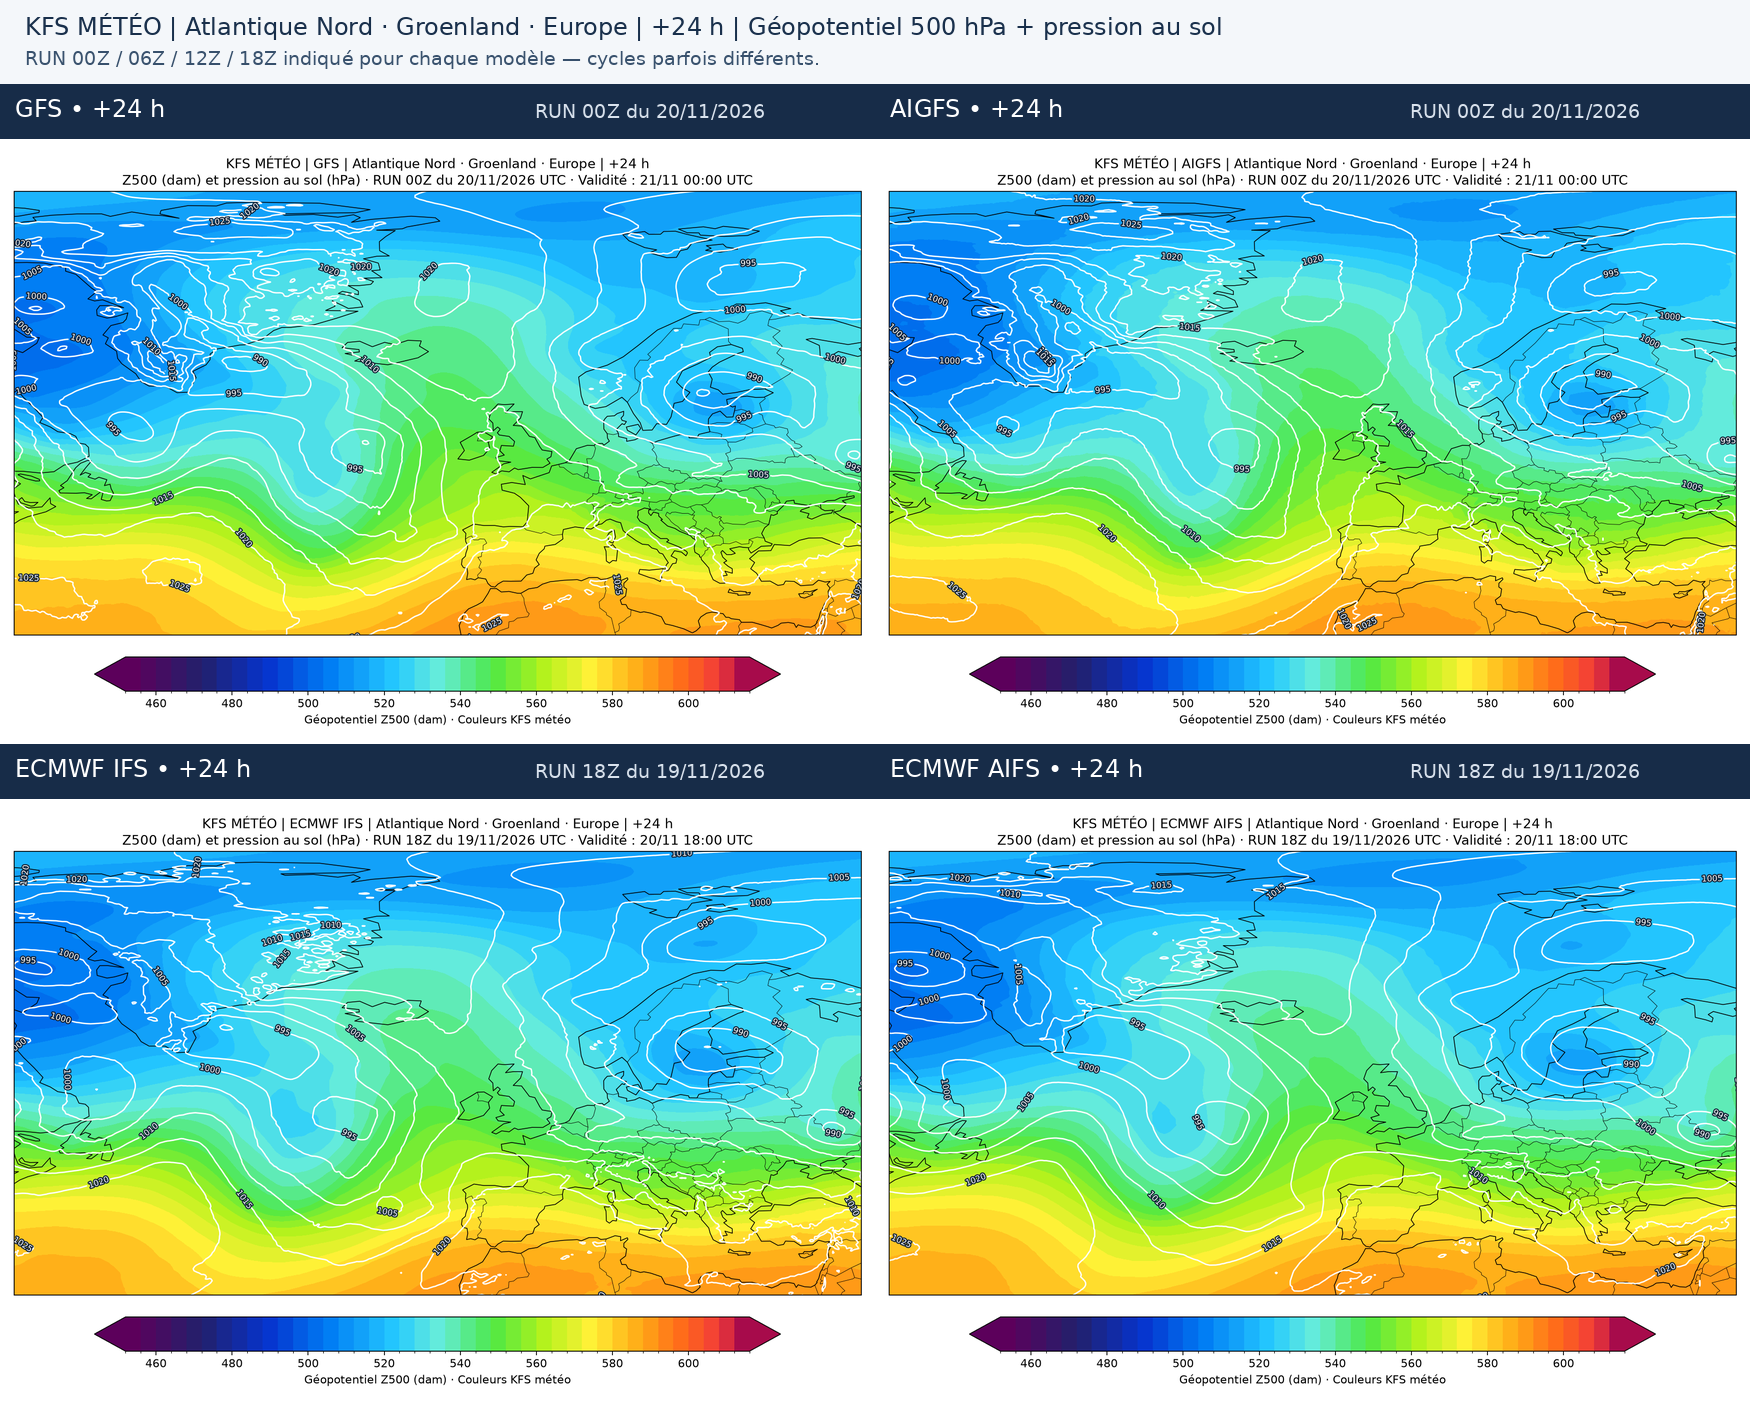 KFS MÉTÉO | Atlantique Nord · Groenland · Europe | +24 h | Géopotentiel 500 hPa + pression au sol
RUN 00Z / 06Z / 12Z / 18Z indiqué pour chaque modèle — cycles parfois différents.
GFS • +24 h
RUN 00Z du 20/11/2026
AIGFS • +24 h
RUN 00Z du 20/11/2026
KFS MÉTÉO | GFS | Atlantique Nord · Groenland · Europe | +24 h
Z500 (dam) et pression au sol (hPa) · RUN 00Z du 20/11/2026 UTC · Validité : 21/11 00:00 UTC
KFS MÉTÉO | AIGFS | Atlantique Nord · Groenland · Europe | +24 h
Z500 (dam) et pression au sol (hPa) · RUN 00Z du 20/11/2026 UTC · Validité : 21/11 00:00 UTC
460 480 500 520 540 560 580 600
Géopotentiel Z500 (dam) · Couleurs KFS météo
460 480 500 520 540 560 580 600
Géopotentiel Z500 (dam) · Couleurs KFS météo
ECMWF IFS • +24 h
RUN 18Z du 19/11/2026
ECMWF AIFS • +24 h
RUN 18Z du 19/11/2026
KFS MÉTÉO | ECMWF IFS | Atlantique Nord · Groenland · Europe | +24 h
Z500 (dam) et pression au sol (hPa) · RUN 18Z du 19/11/2026 UTC · Validité : 20/11 18:00 UTC
KFS MÉTÉO | ECMWF AIFS | Atlantique Nord · Groenland · Europe | +24 h
Z500 (dam) et pression au sol (hPa) · RUN 18Z du 19/11/2026 UTC · Validité : 20/11 18:00 UTC
460 480 500 520 540 560 580 600
Géopotentiel Z500 (dam) · Couleurs KFS météo
460 480 500 520 540 560 580 600
Géopotentiel Z500 (dam) · Couleurs KFS météo